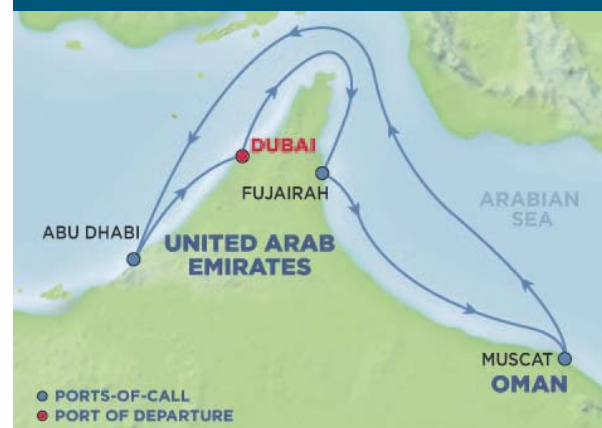 DUBAI
FUJAIRAH
ARABIAN
SEA
ABU DHABI
UNITED ARAB
EMIRATES
MUSCAT
OMAN
PORTS-OF-CALL
PORT OF DEPARTURE